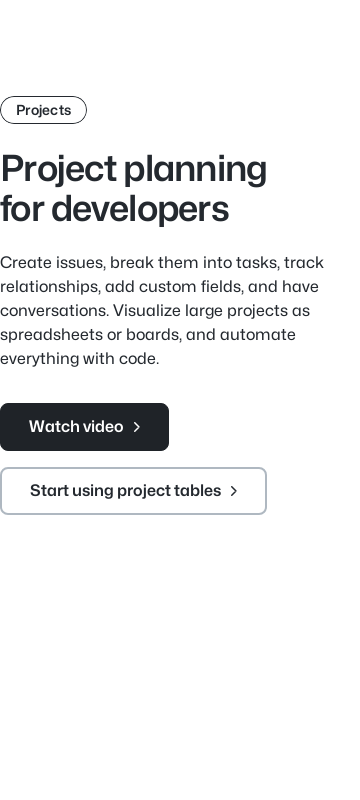 Projects
Project planning
for developers
Create issues, break them into tasks, track
relationships, add custom fields, and have
conversations. Visualize large projects as
spreadsheets or boards, and automate
everything with code.
Watch video
Start using project tables